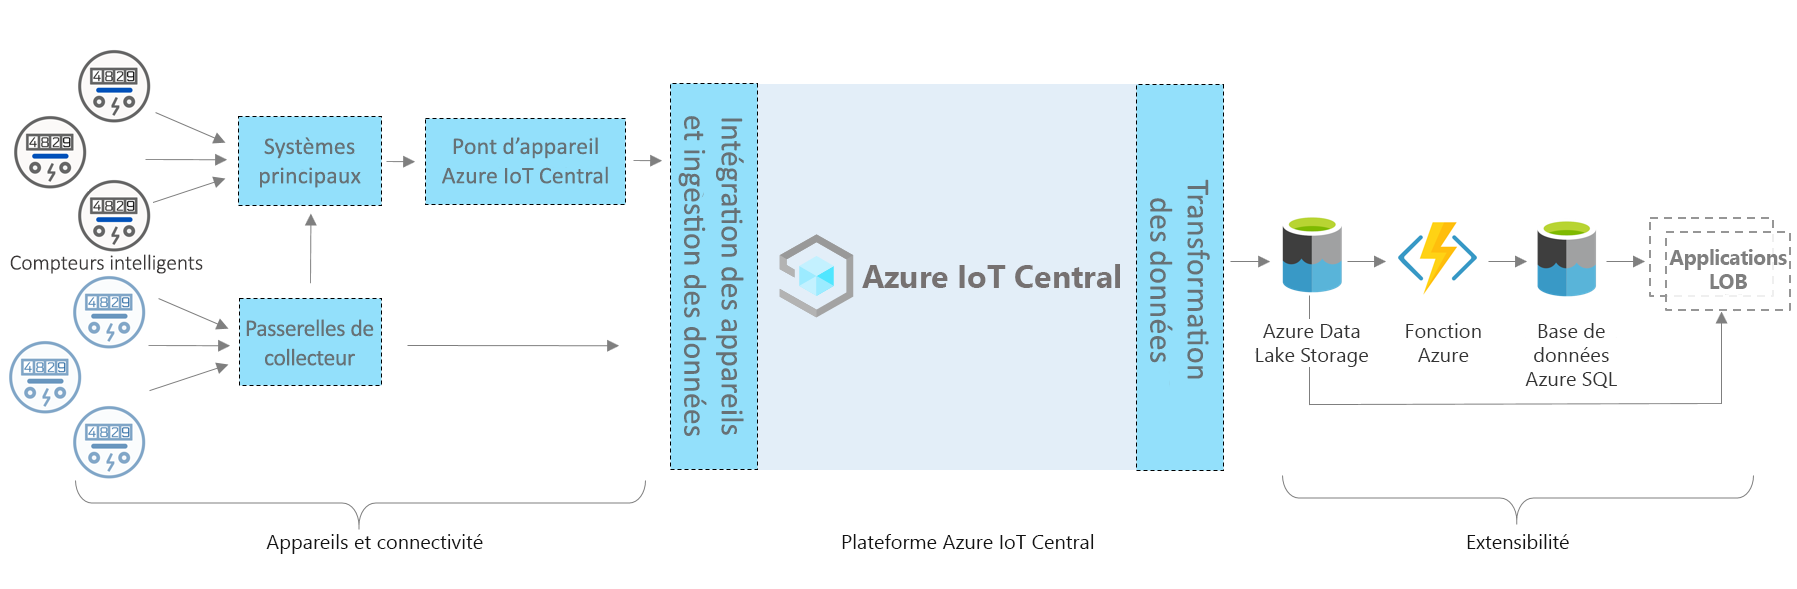 4829
4829
4829
Compteurs intelligents
4829
4829
4829
Systèmes
principaux
Passerelles de
collecteur
Pont d’appareil
Azure IoT Central
Intégration des appareils
et ingestion des données
Azure IoT Central
Transformation
des données
Azure Data
Lake Storage
Fonction
Azure
Base de
données
Azure SQL
Applications
LOB
Appareils et connectivité
Plateforme Azure IoT Central
Extensibilité